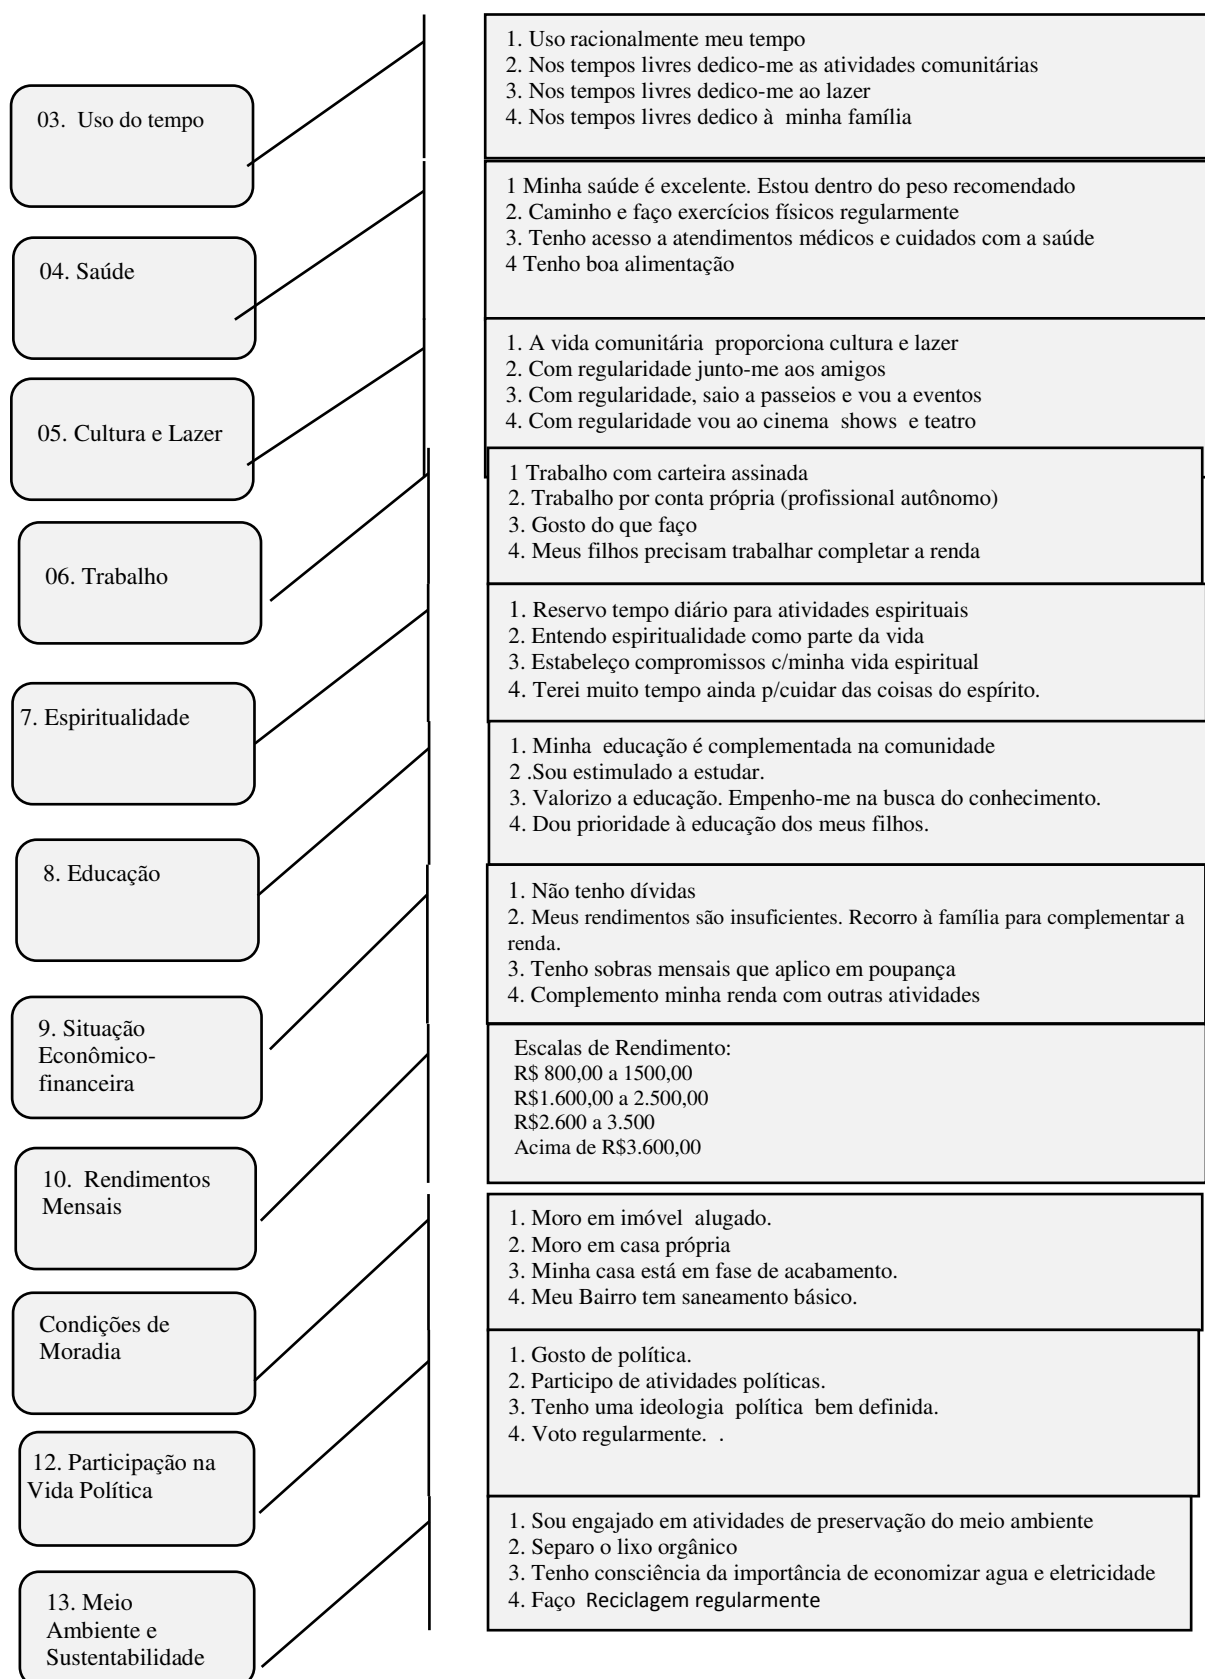 03. Uso do tempo
1. Uso racionalmente meu tempo
2. Nos tempos livres dedico-me as atividades comunitárias
3. Nos tempos livres dedico-me ao lazer
4. Nos tempos livres dedico à minha família
04. Saúde
1 Minha saúde é excelente. Estou dentro do peso recomendado
2. Caminho e faço exercícios físicos regularmente
3. Tenho acesso a atendimentos médicos e cuidados com a saúde
4 Tenho boa alimentação
05. Cultura e Lazer
1. A vida comunitária proporciona cultura e lazer
2. Com regularidade junto-me aos amigos
3. Com regularidade, saio a passeios e vou a eventos
4. Com regularidade vou ao cinema shows e teatro
06. Trabalho
1 Trabalho com carteira assinada
2. Trabalho por conta própria (profissional autônomo)
3. Gosto do que faço
4. Meus filhos precisam trabalhar completar a renda
7. Espiritualidade
1. Reservo tempo diário para atividades espirituais
2. Entendo espiritualidade como parte da vida
3. Estabeleço compromissos c/minha vida espiritual
4. Terei muito tempo ainda p/cuidar das coisas do espírito.
8. Educação
1. Minha educação é complementada na comunidade
2 .Sou estimulado a estudar.
3. Valorizo a educação. Empenho-me na busca do conhecimento.
4. Dou prioridade à educação dos meus filhos.
9. Situação
Econômico-
financeira
1. Não tenho dívidas
2. Meus rendimentos são insuficientes. Recorro à família para complementar a
renda.
3. Tenho sobras mensais que aplico em poupança
4. Complemento minha renda com outras atividades
10. Rendimentos
Mensais
Escalas de Rendimento:
R$ 800,00 a 1500,00
R$1.600,00 a 2.500,00
R$2.600 a 3.500
Acima de R$3.600,00
Condições de
Moradia
1. Moro em imóvel alugado.
2. Moro em casa própria
3. Minha casa está em fase de acabamento.
4. Meu Bairro tem saneamento básico.
12. Participação na
Vida Política
1. Gosto de política.
2. Participo de atividades políticas.
3. Tenho uma ideologia política bem definida.
4. Voto regularmente. .
13. Meio
Ambiente e
Sustentabilidade
1. Sou engajado em atividades de preservação do meio ambiente
2. Separo o lixo orgânico
3. Tenho consciência da importância de economizar agua e eletricidade
4. Faço Reciclagem regularmente